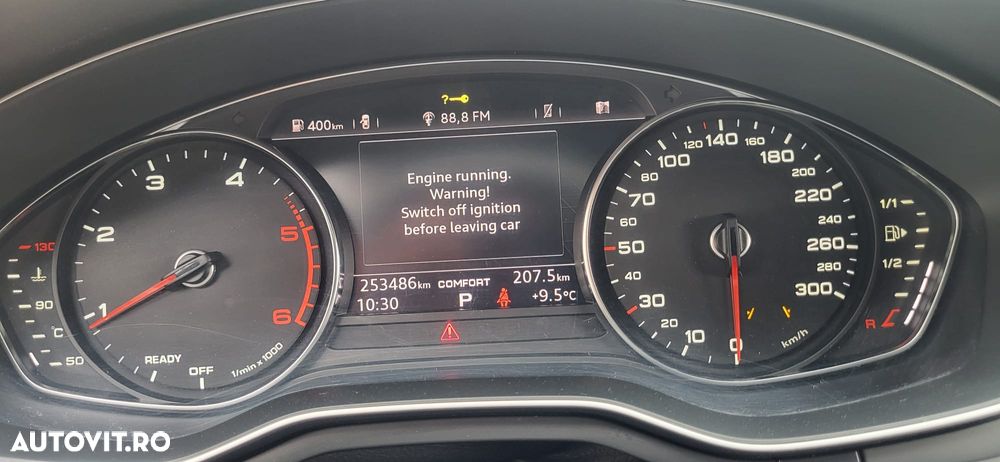 ?
400km
88,8 FM
Engine running.
Warning!
Switch off ignition
before leaving car
253486km COMFORT 207.5km
10:30 P +9.5°C
1 2 3 4 5 6
READY
OFF
1/min x 1000
130
90
°C
50
0 10 20 30 40 50 60 70 80 100 120 140 160 180 200 220 240 260 280 300
km/h
1/1
1/2
R
AUTOVIT.RO